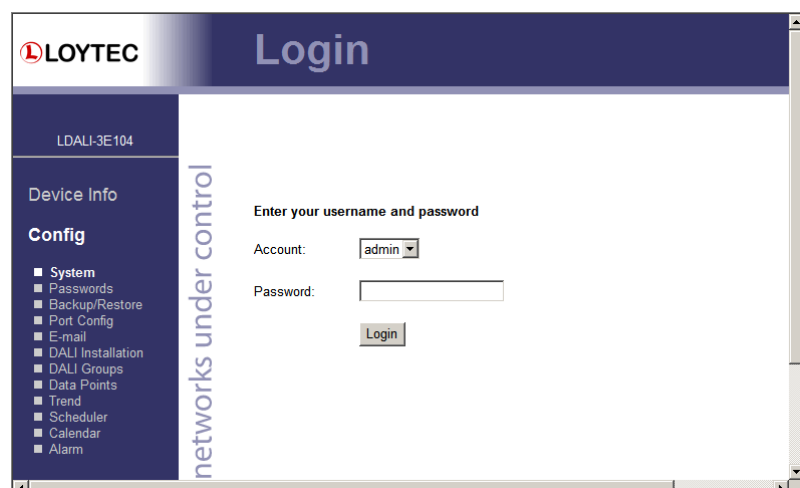 LOYTEC
Login
LDALI-3E104
Device Info
Config
System
Passwords
Backup/Restore
Port Config
E-mail
DALI Installation
DALI Groups
Data Points
Trend
Scheduler
Calendar
Alarm
networks under control
Enter your username and password
Account: admin
Password:
Login